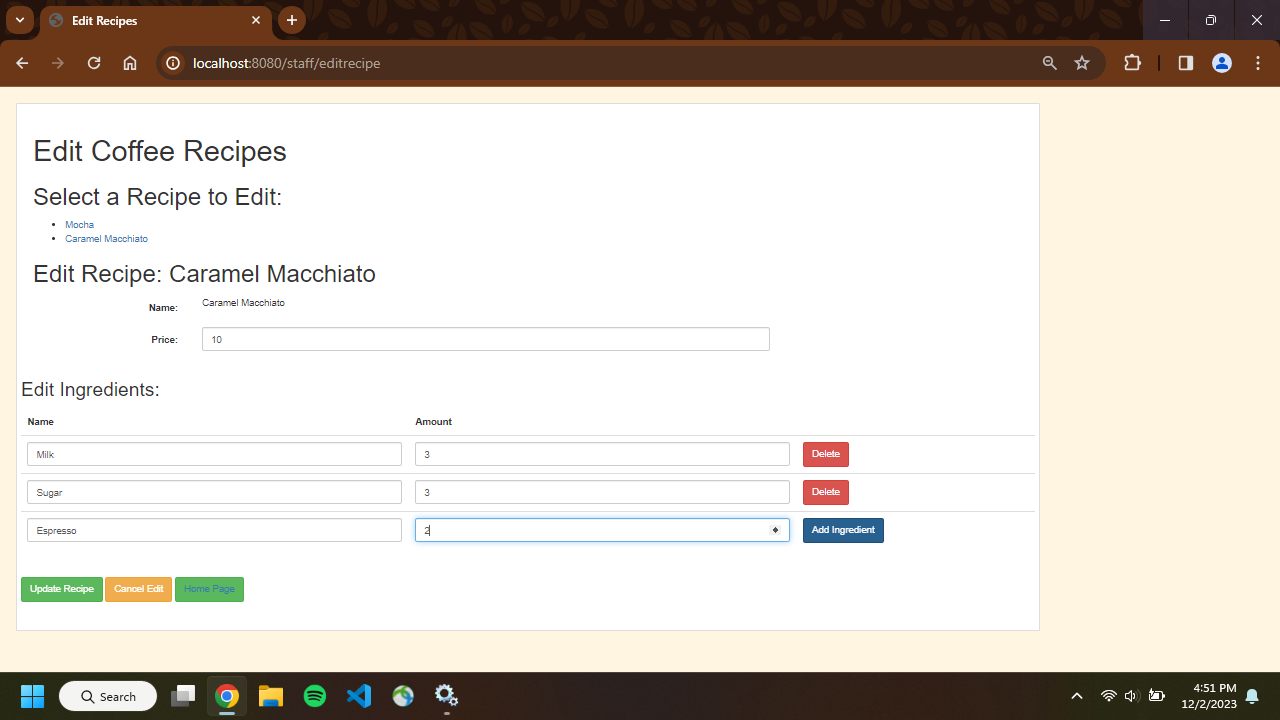 Edit Recipes
localhost:8080/staff/editrecipe
Edit Coffee Recipes
Select a Recipe to Edit:
Mocha
Caramel Macchiato
Edit Recipe: Caramel Macchiato
Name: Caramel Macchiato
Price: 10
Edit Ingredients:
Name Amount
Milk 3 Delete
Sugar 3 Delete
Espresso 2 Add Ingredient
Update Recipe Cancel Edit Home Page
Search
4:51 PM
12/2/2023